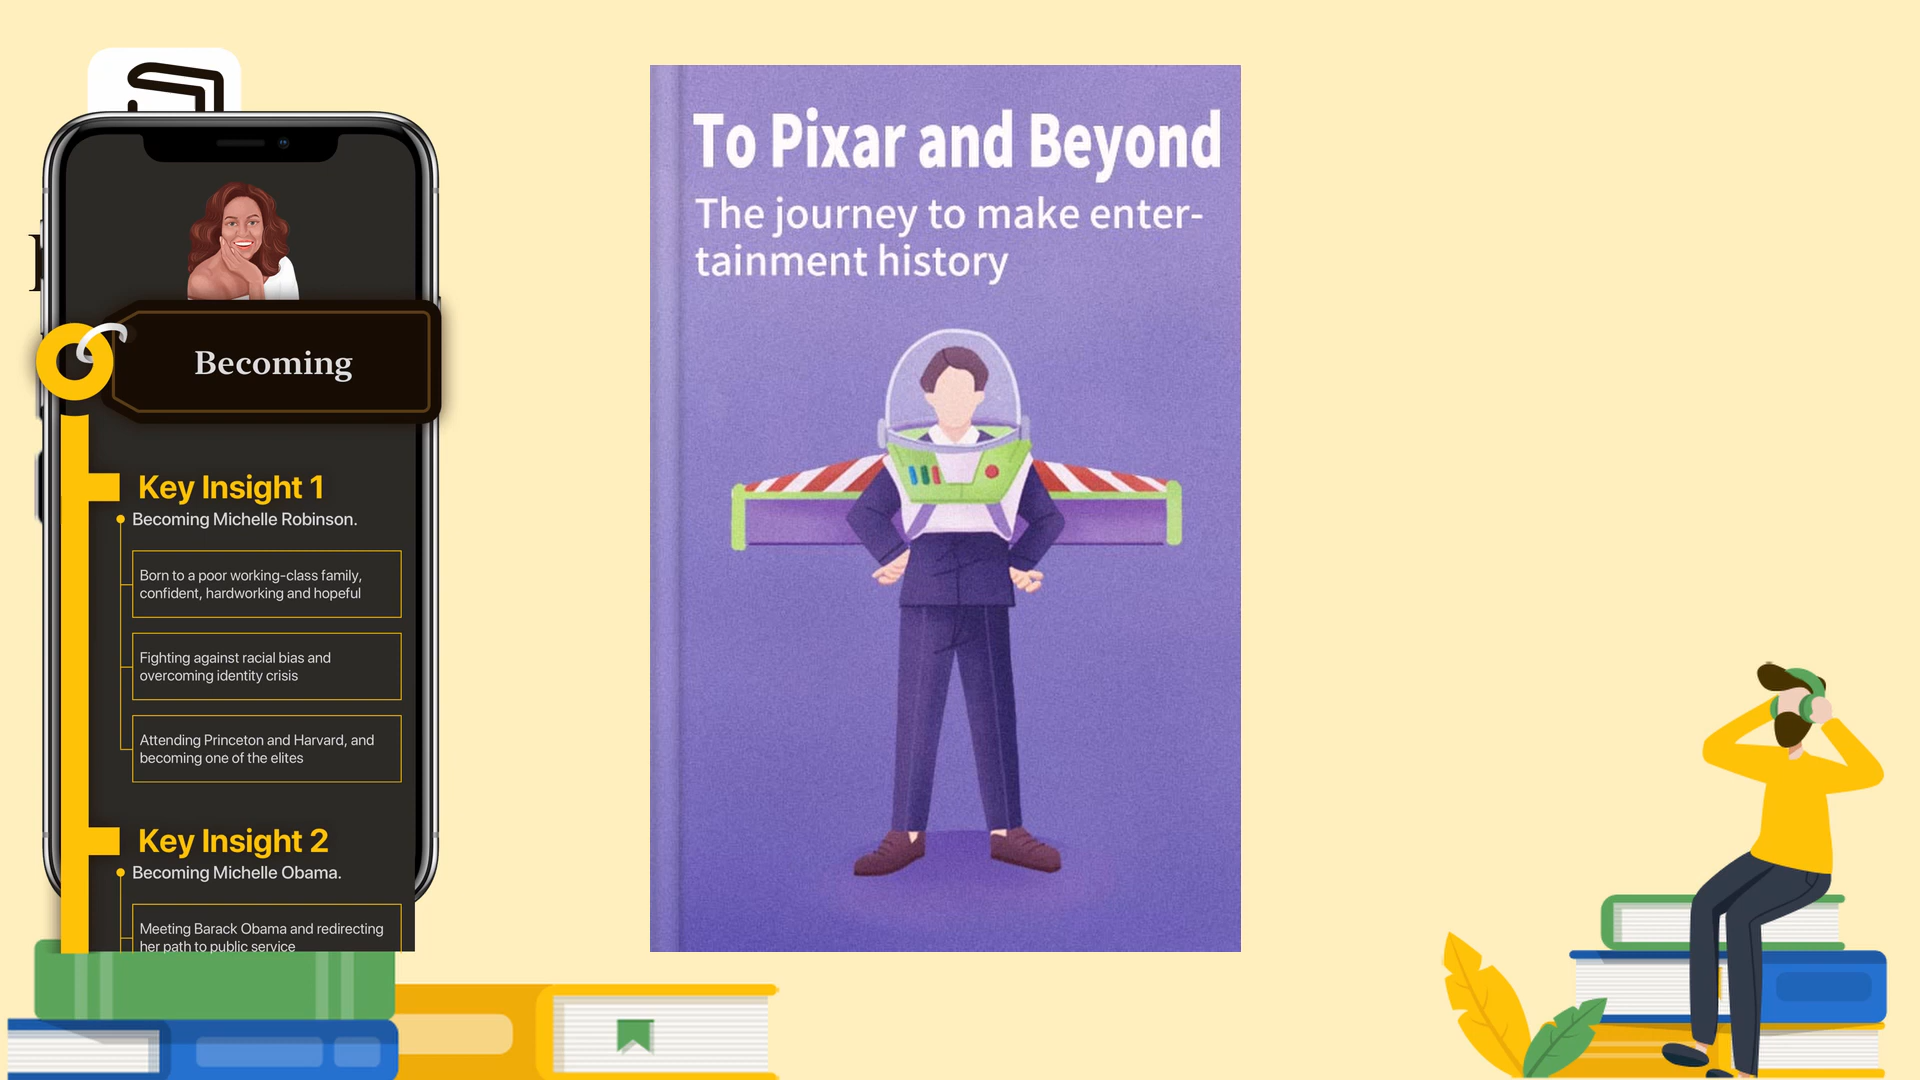 Becoming
Key Insight 1
Becoming Michelle Robinson.
Born to a poor working-class family,
confident, hardworking and hopeful
Fighting against racial bias and
overcoming identity crisis
Attending Princeton and Harvard, and
becoming one of the elites
Key Insight 2
Becoming Michelle Obama.
Meeting Barack Obama and redirecting
her path to public service
To Pixar and Beyond
The journey to make enter-
tainment history